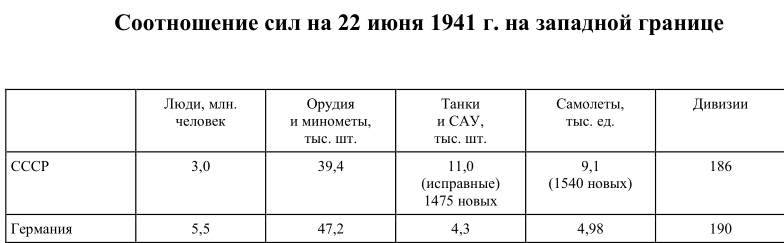 Соотношение сил на 22 июня 1941 г. на западной границе
Люди, млн. человек
Орудия и минометы, тыс. шт.
Танки и САУ, тыс. шт.
Самолеты, тыс. ед.
Дивизии
СССР
3,0
39,4
11,0
(исправные)
1475 новых
9,1
(1540 новых)
186
Германия
5,5
47,2
4,3
4,98
190